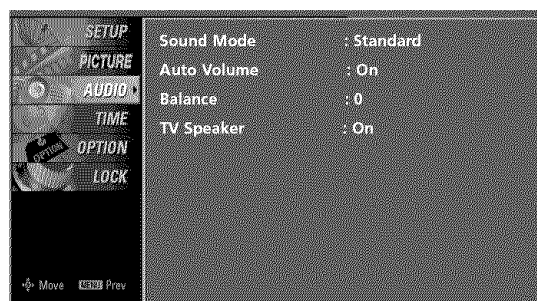 SETUP
PICTURE
AUDIO
TIME
OPTION
OPTION
LOCK
Sound Mode : Standard
Auto Volume : On
Balance : 0
TV Speaker : On
Move MENU Prev